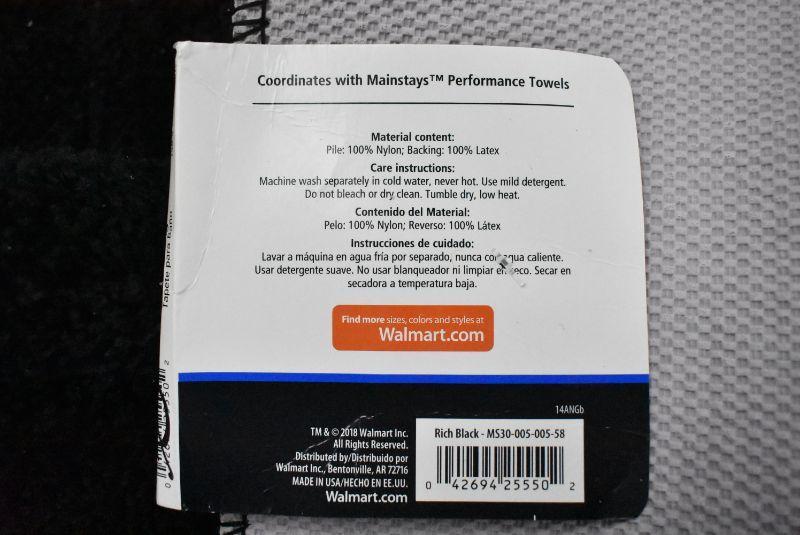 Coordinates with Mainstays™ Performance Towels
Material content:
Pile: 100% Nylon; Backing: 100% Latex
Care instructions:
Machine wash separately in cold water, never hot. Use mild detergent.
Do not bleach or dry clean. Tumble dry, low heat.
Contenido del Material:
Pelo: 100% Nylon; Reverso: 100% Látex
Instrucciones de cuidado:
Lavar a máquina en agua fría por separado, nunca con agua caliente.
Usar detergente suave. No usar blanqueador ni limpiar en seco. Secar en
secadora a temperatura baja.
Find more sizes, colors and styles at
Walmart.com
14ANGb
TM & © 2018 Walmart Inc.
All Rights Reserved.
Distributed by/Distribuido por
Walmart Inc., Bentonville, AR 72716
MADE IN USA/HECHO EN EE.UU.
Walmart.com
Rich Black - MS30-005-005-58
0 42694 25550 2
Tapete para baño